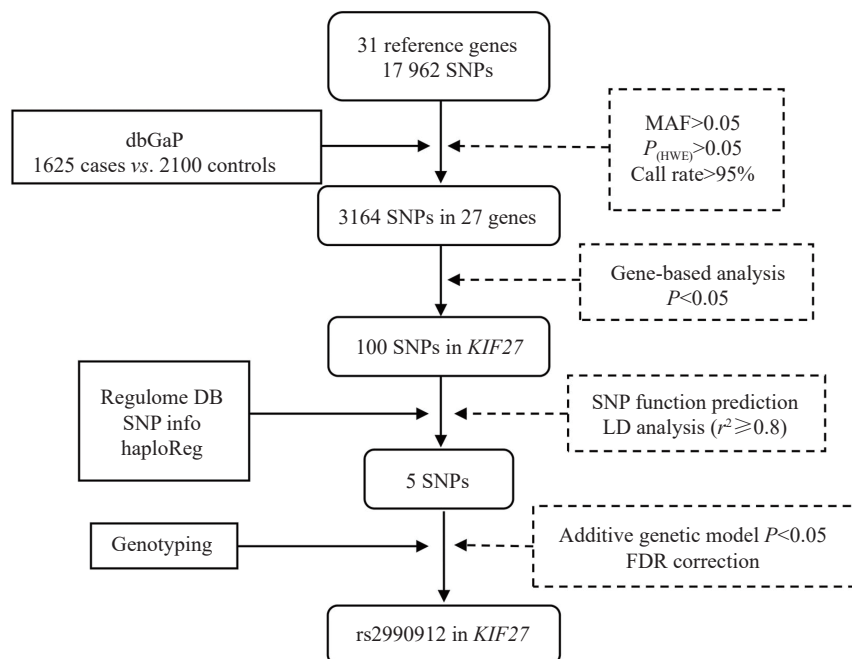 31 reference genes
17 962 SNPs
dbGaP
1625 cases vs. 2100 controls
MAF>0.05
P(HWE)>0.05
Call rate>95%
3164 SNPs in 27 genes
Gene-based analysis
P<0.05
100 SNPs in KIF27
Regulome DB
SNP info
haploReg
SNP function prediction
LD analysis (r²⩾0.8)
5 SNPs
Genotyping
Additive genetic model P<0.05
FDR correction
rs2990912 in KIF27